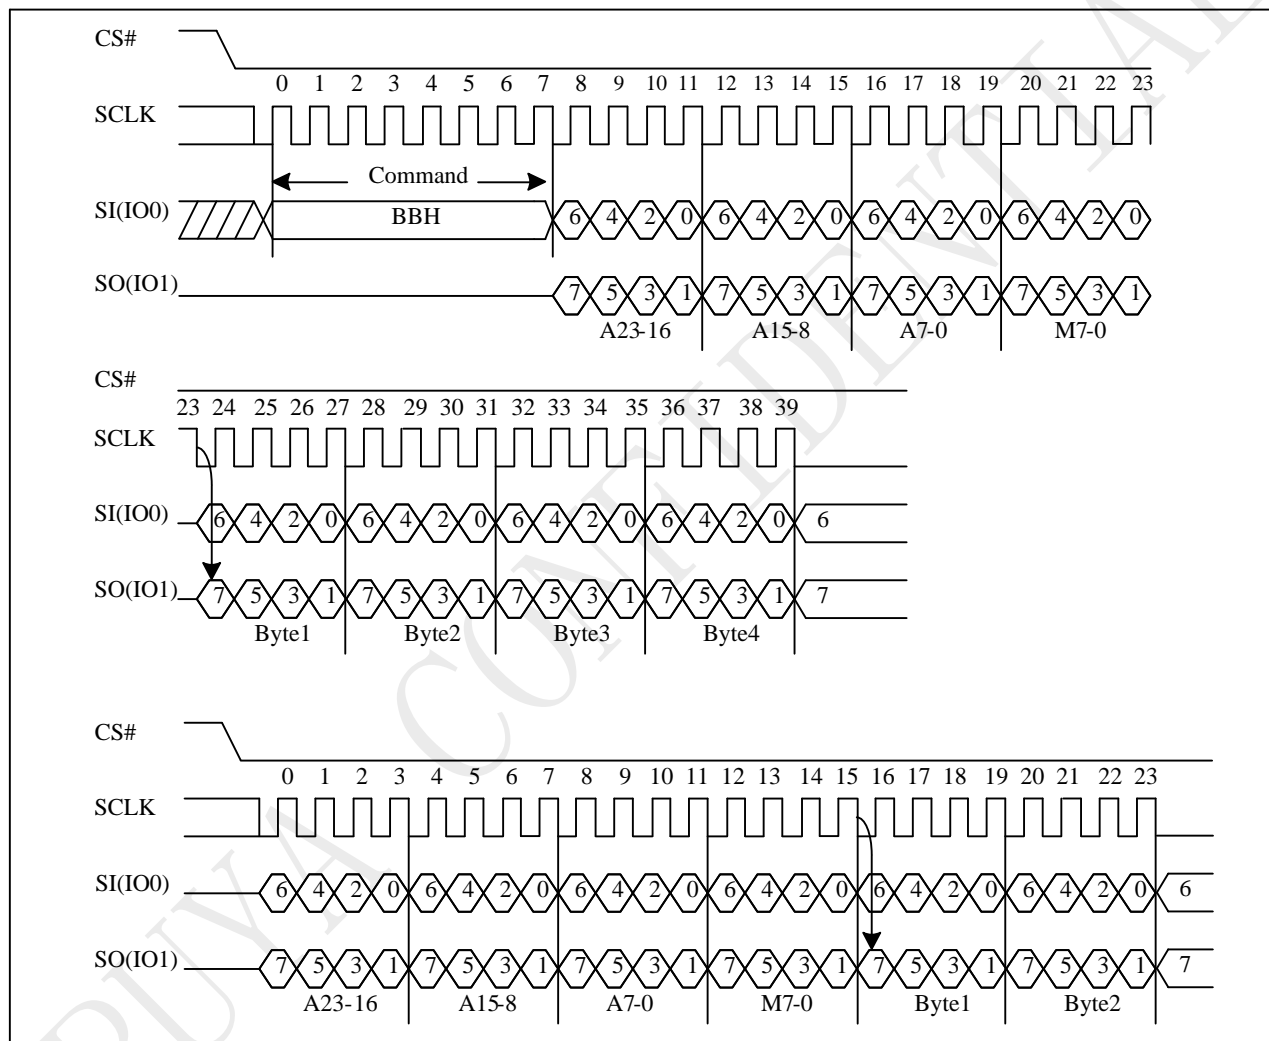 CS#
0 1 2 3 4 5 6 7 8 9 10 11 12 13 14 15 16 17 18 19 20 21 22 23
SCLK
Command
SI(IO0) BBH 6 4 2 0 6 4 2 0 6 4 2 0 6 4 2 0
SO(IO1) 7 5 3 1 7 5 3 1 7 5 3 1 7 5 3 1
A23-16 A15-8 A7-0 M7-0
CS#
23 24 25 26 27 28 29 30 31 32 33 34 35 36 37 38 39
SCLK
SI(IO0) 6 4 2 0 6 4 2 0 6 4 2 0 6 4 2 0 6
SO(IO1) 7 5 3 1 7 5 3 1 7 5 3 1 7 5 3 1 7
Byte1 Byte2 Byte3 Byte4
CS#
0 1 2 3 4 5 6 7 8 9 10 11 12 13 14 15 16 17 18 19 20 21 22 23
SCLK
SI(IO0) 6 4 2 0 6 4 2 0 6 4 2 0 6 4 2 0 6 4 2 0 6 4 2 0 6
SO(IO1) 7 5 3 1 7 5 3 1 7 5 3 1 7 5 3 1 7 5 3 1 7 5 3 1 7
A23-16 A15-8 A7-0 M7-0 Byte1 Byte2
PUYA CONFIDENTIAL